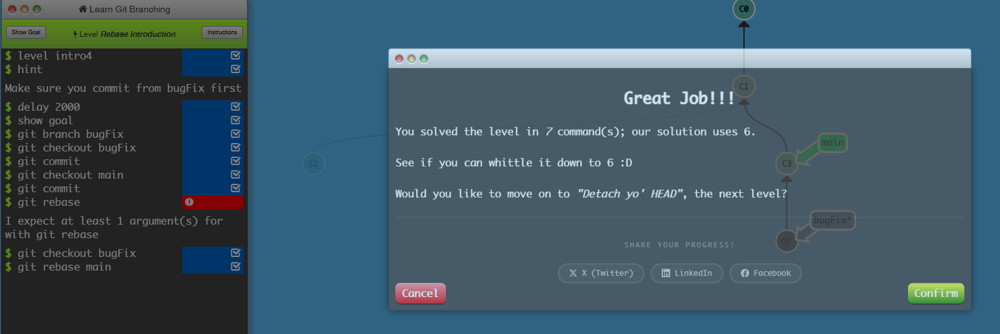 Learn Git Branching
Show Goal
Level Rebase Introduction
Instructions
$ level intro4
$ hint
Make sure you commit from bugFix first
$ delay 2000
$ show goal
$ git branch bugFix
$ git checkout bugFix
$ git commit
$ git checkout main
$ git commit
$ git rebase
I expect at least 1 argument(s) for
with git rebase
$ git checkout bugFix
$ git rebase main
C0
C1
C2
main
C3
bugFix*
C2'
Great Job!!!
You solved the level in 7 command(s); our solution uses 6.
See if you can whittle it down to 6 :D
Would you like to move on to "Detach yo' HEAD", the next level?
SHARE YOUR PROGRESS!
X (Twitter)
LinkedIn
Facebook
Cancel
Confirm